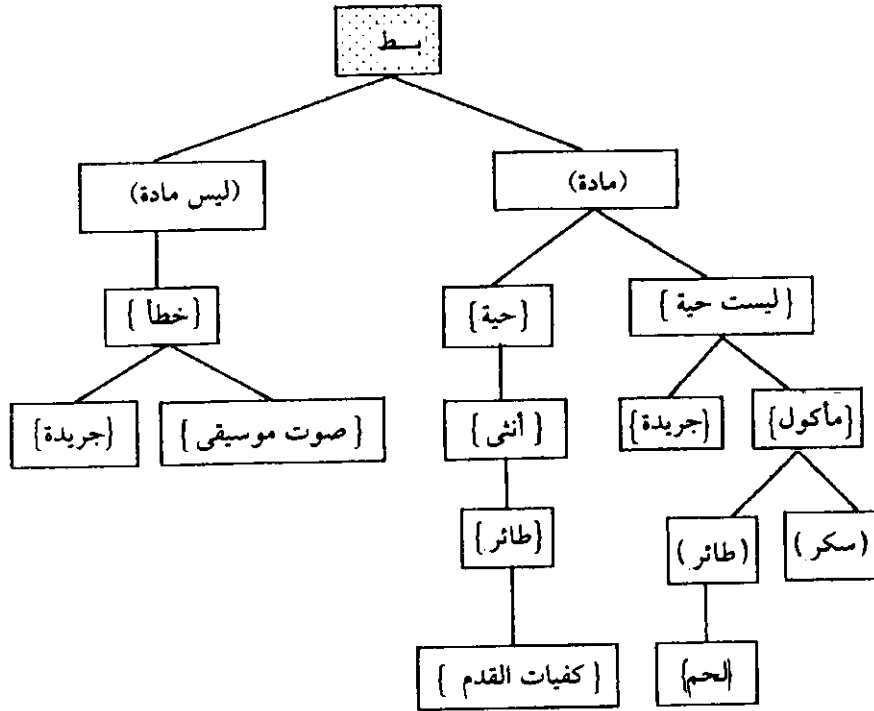 بـط
(مادة)
(ليس مادة)
{ليست حية}
{حية}
{خطأ}
{مأكول}
{جريدة}
{أنثى}
{صوت موسيقى}
{جريدة}
(سكر)
(طائر)
{طائر}
{لحم}
{كفيات القدم}